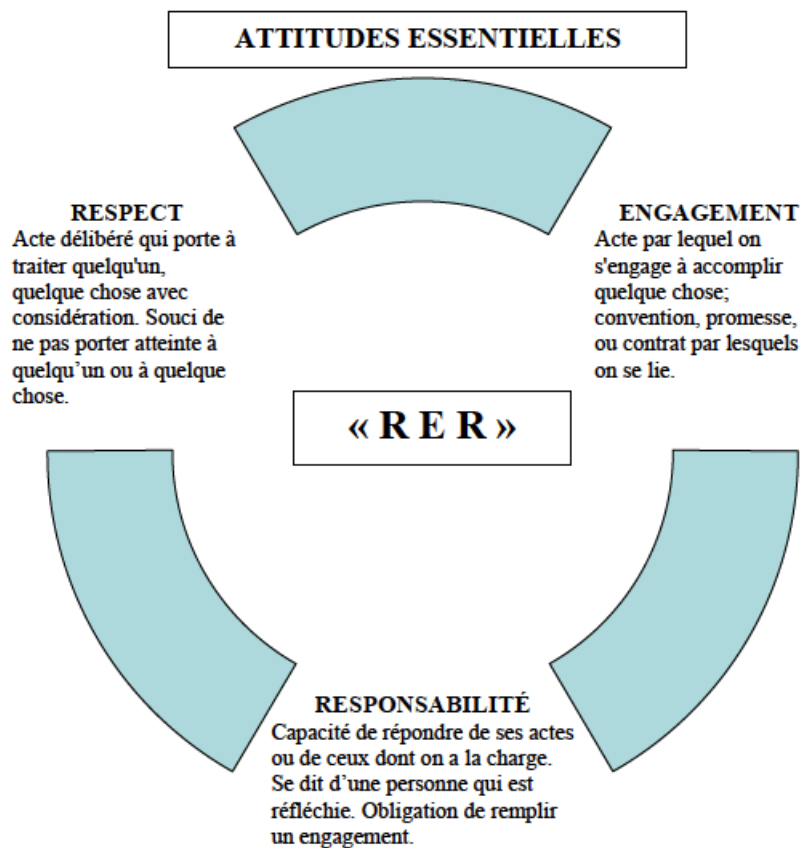 ATTITUDES ESSENTIELLES
RESPECT
Acte délibéré qui porte à
traiter quelqu'un,
quelque chose avec
considération. Souci de
ne pas porter atteinte à
quelqu’un ou à quelque
chose.
ENGAGEMENT
Acte par lequel on
s'engage à accomplir
quelque chose;
convention, promesse,
ou contrat par lesquels
on se lie.
« R E R »
RESPONSABILITÉ
Capacité de répondre de ses actes
ou de ceux dont on a la charge.
Se dit d’une personne qui est
réfléchie. Obligation de remplir
un engagement.